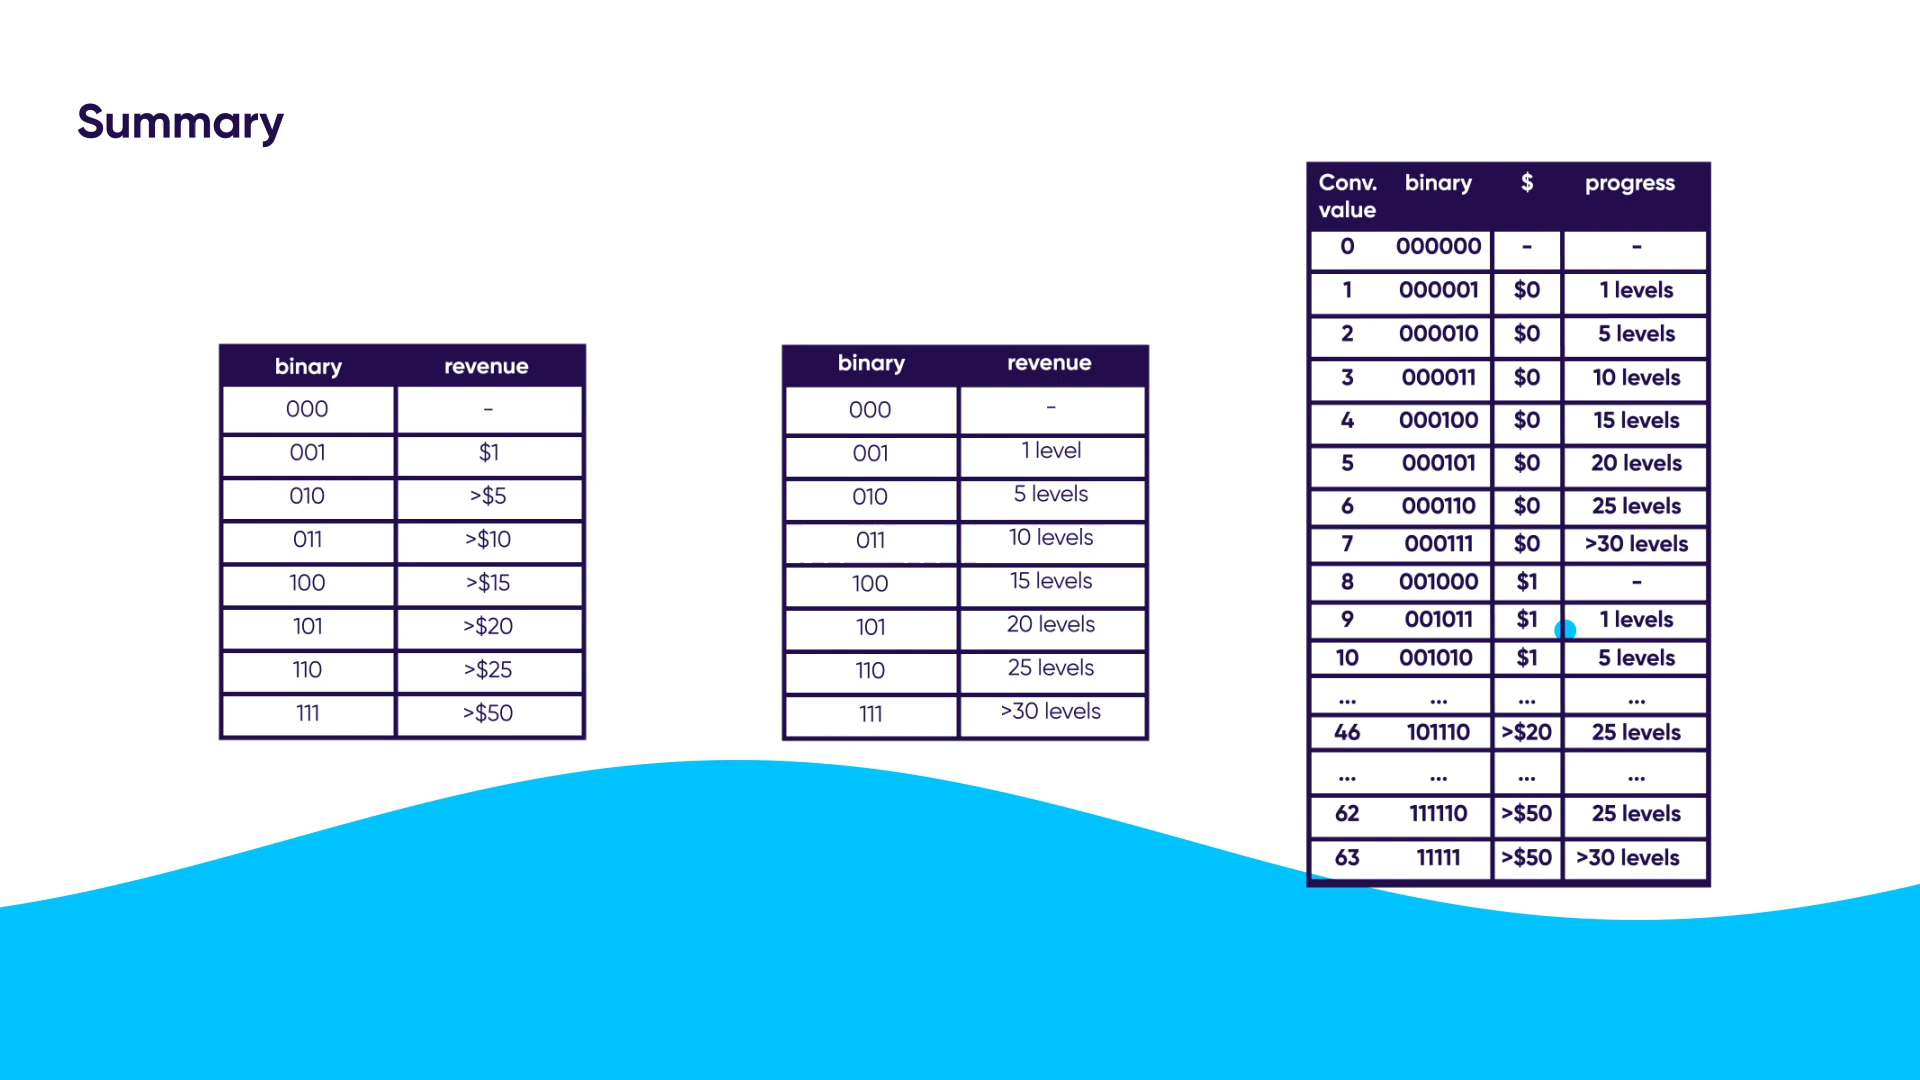 Summary
binary revenue
000 -
001 $1
010 >$5
011 >$10
100 >$15
101 >$20
110 >$25
111 >$50
binary revenue
000 -
001 1 level
010 5 levels
011 10 levels
100 15 levels
101 20 levels
110 25 levels
111 >30 levels
Conv. value binary $ progress
0 000000 - -
1 000001 $0 1 levels
2 000010 $0 5 levels
3 000011 $0 10 levels
4 000100 $0 15 levels
5 000101 $0 20 levels
6 000110 $0 25 levels
7 000111 $0 >30 levels
8 001000 $1 -
9 001011 $1 1 levels
10 001010 $1 5 levels
... ... ... ...
46 101110 >$20 25 levels
... ... ... ...
62 111110 >$50 25 levels
63 11111 >$50 >30 levels